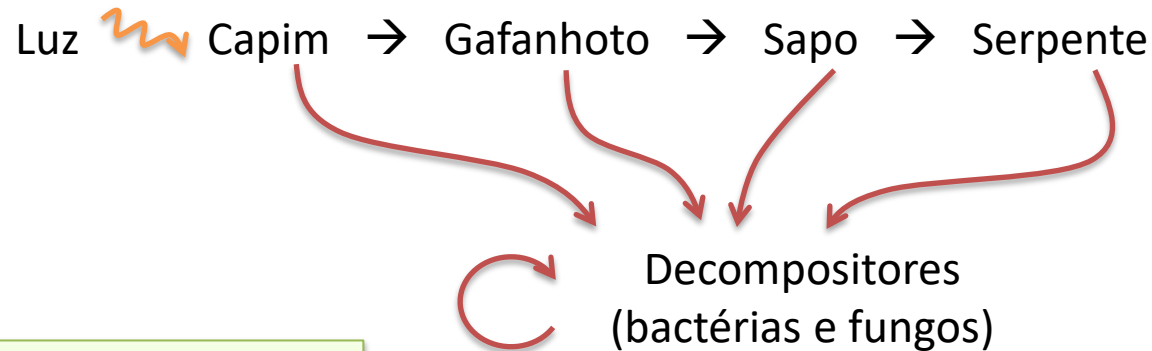 Luz Capim → Gafanhoto → Sapo → Serpente
Decompositores
(bactérias e fungos)